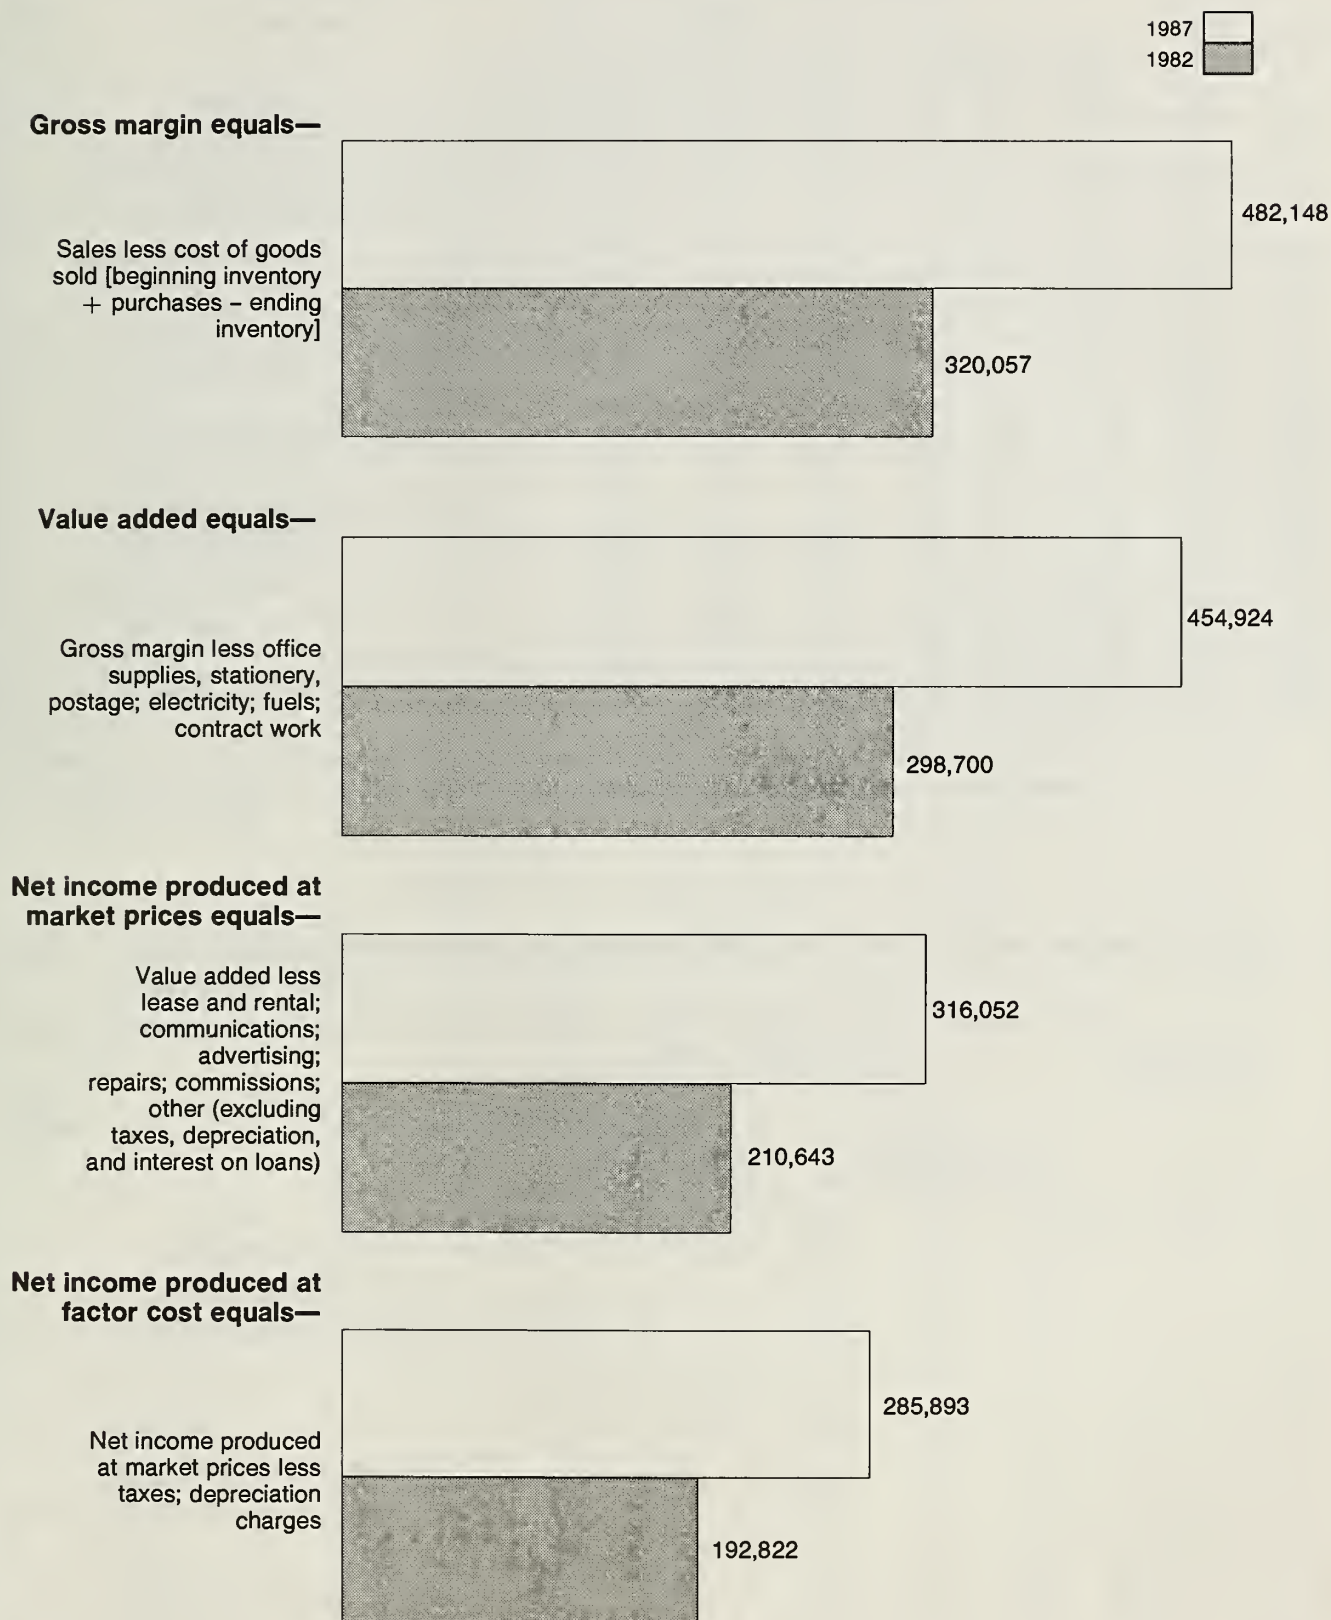 1987
1982
Gross margin equals—
482,148
Sales less cost of goods
sold [beginning inventory
+ purchases – ending
inventory]
320,057
Value added equals—
454,924
Gross margin less office
supplies, stationery,
postage; electricity; fuels;
contract work
298,700
Net income produced at
market prices equals—
Value added less
lease and rental;
communications;
advertising;
repairs; commissions;
other (excluding
taxes, depreciation,
and interest on loans)
316,052
210,643
Net income produced at
factor cost equals—
285,893
Net income produced
at market prices less
taxes; depreciation
charges
192,822